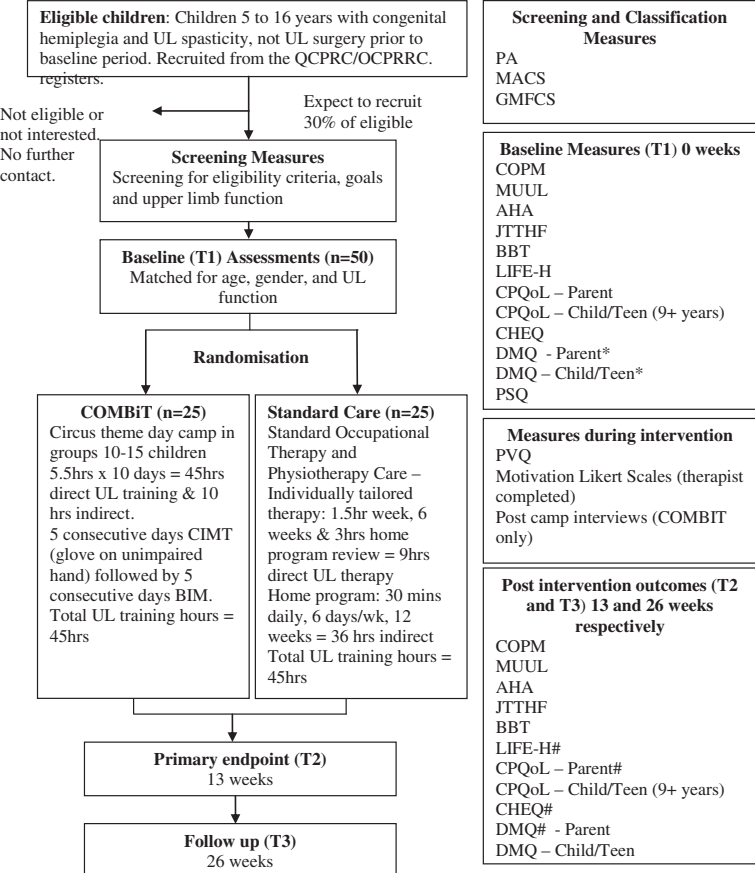 Eligible children: Children 5 to 16 years with congenital
hemiplegia and UL spasticity, not UL surgery prior to
baseline period. Recruited from the QCPRC/OCPRRC.
registers.
Not eligible or
not interested.
No further
contact.
Expect to recruit
30% of eligible
Screening Measures
Screening for eligibility criteria, goals
and upper limb function
Baseline (T1) Assessments (n=50)
Matched for age, gender, and UL
function
Randomisation
COMBiT (n=25)
Circus theme day camp in
groups 10-15 children
5.5hrs x 10 days = 45hrs
direct UL training & 10
hrs indirect.
5 consecutive days CIMT
(glove on unimpaired
hand) followed by 5
consecutive days BIM.
Total UL training hours =
45hrs
Standard Care (n=25)
Standard Occupational
Therapy and
Physiotherapy Care –
Individually tailored
therapy: 1.5hr week, 6
weeks & 3hrs home
program review = 9hrs
direct UL therapy
Home program: 30 mins
daily, 6 days/wk, 12
weeks = 36 hrs indirect
Total UL training hours =
45hrs
Primary endpoint (T2)
13 weeks
Follow up (T3)
26 weeks
Screening and Classification
Measures
PA
MACS
GMFCS
Baseline Measures (T1) 0 weeks
COPM
MUUL
AHA
JTTHF
BBT
LIFE-H
CPQoL – Parent
CPQoL – Child/Teen (9+ years)
CHEQ
DMQ - Parent*
DMQ – Child/Teen*
PSQ
Measures during intervention
PVQ
Motivation Likert Scales (therapist
completed)
Post camp interviews (COMBIT
only)
Post intervention outcomes (T2
and T3) 13 and 26 weeks
respectively
COPM
MUUL
AHA
JTTHF
BBT
LIFE-H#
CPQoL – Parent#
CPQoL – Child/Teen (9+ years)
CHEQ#
DMQ# - Parent
DMQ – Child/Teen